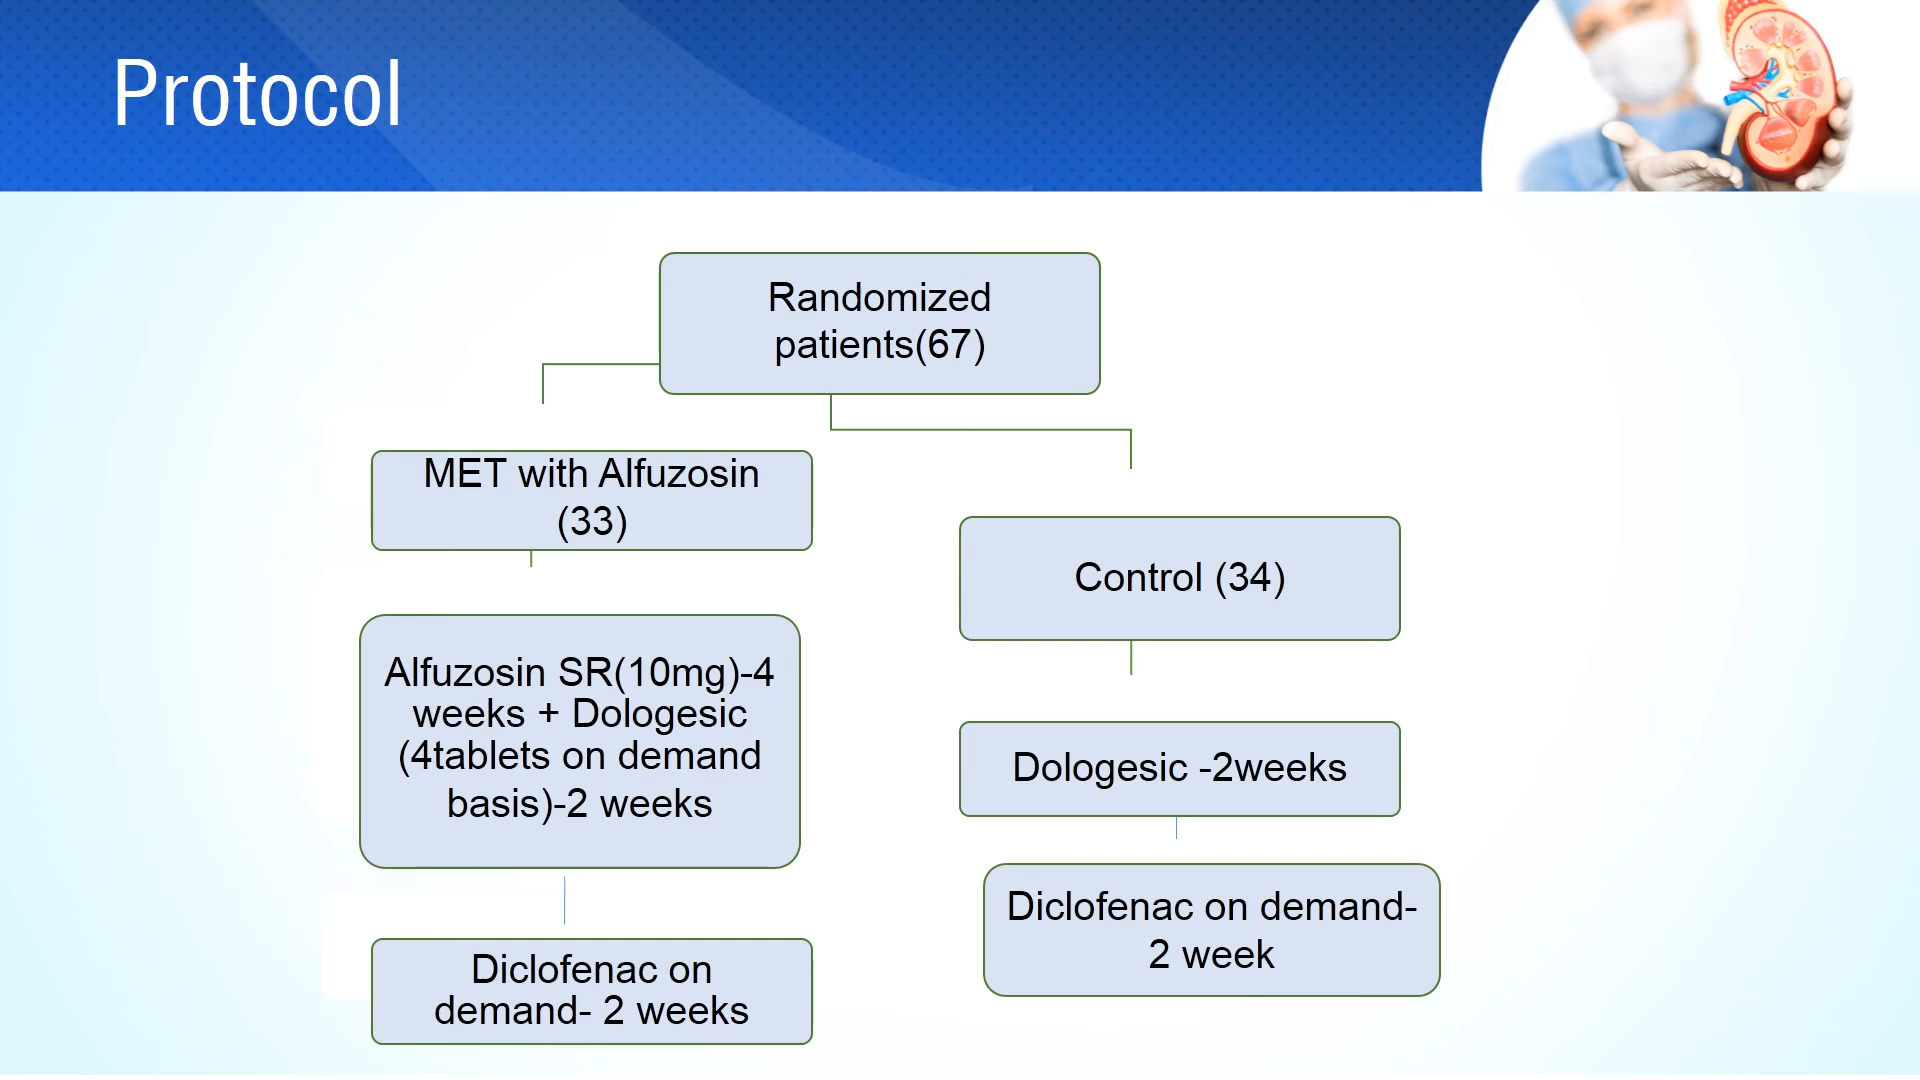 Protocol
Randomized
patients(67)
MET with Alfuzosin
(33)
Alfuzosin SR(10mg)-4
weeks + Dologesic
(4tablets on demand
basis)-2 weeks
Diclofenac on
demand- 2 weeks
Control (34)
Dologesic -2weeks
Diclofenac on demand-
2 week